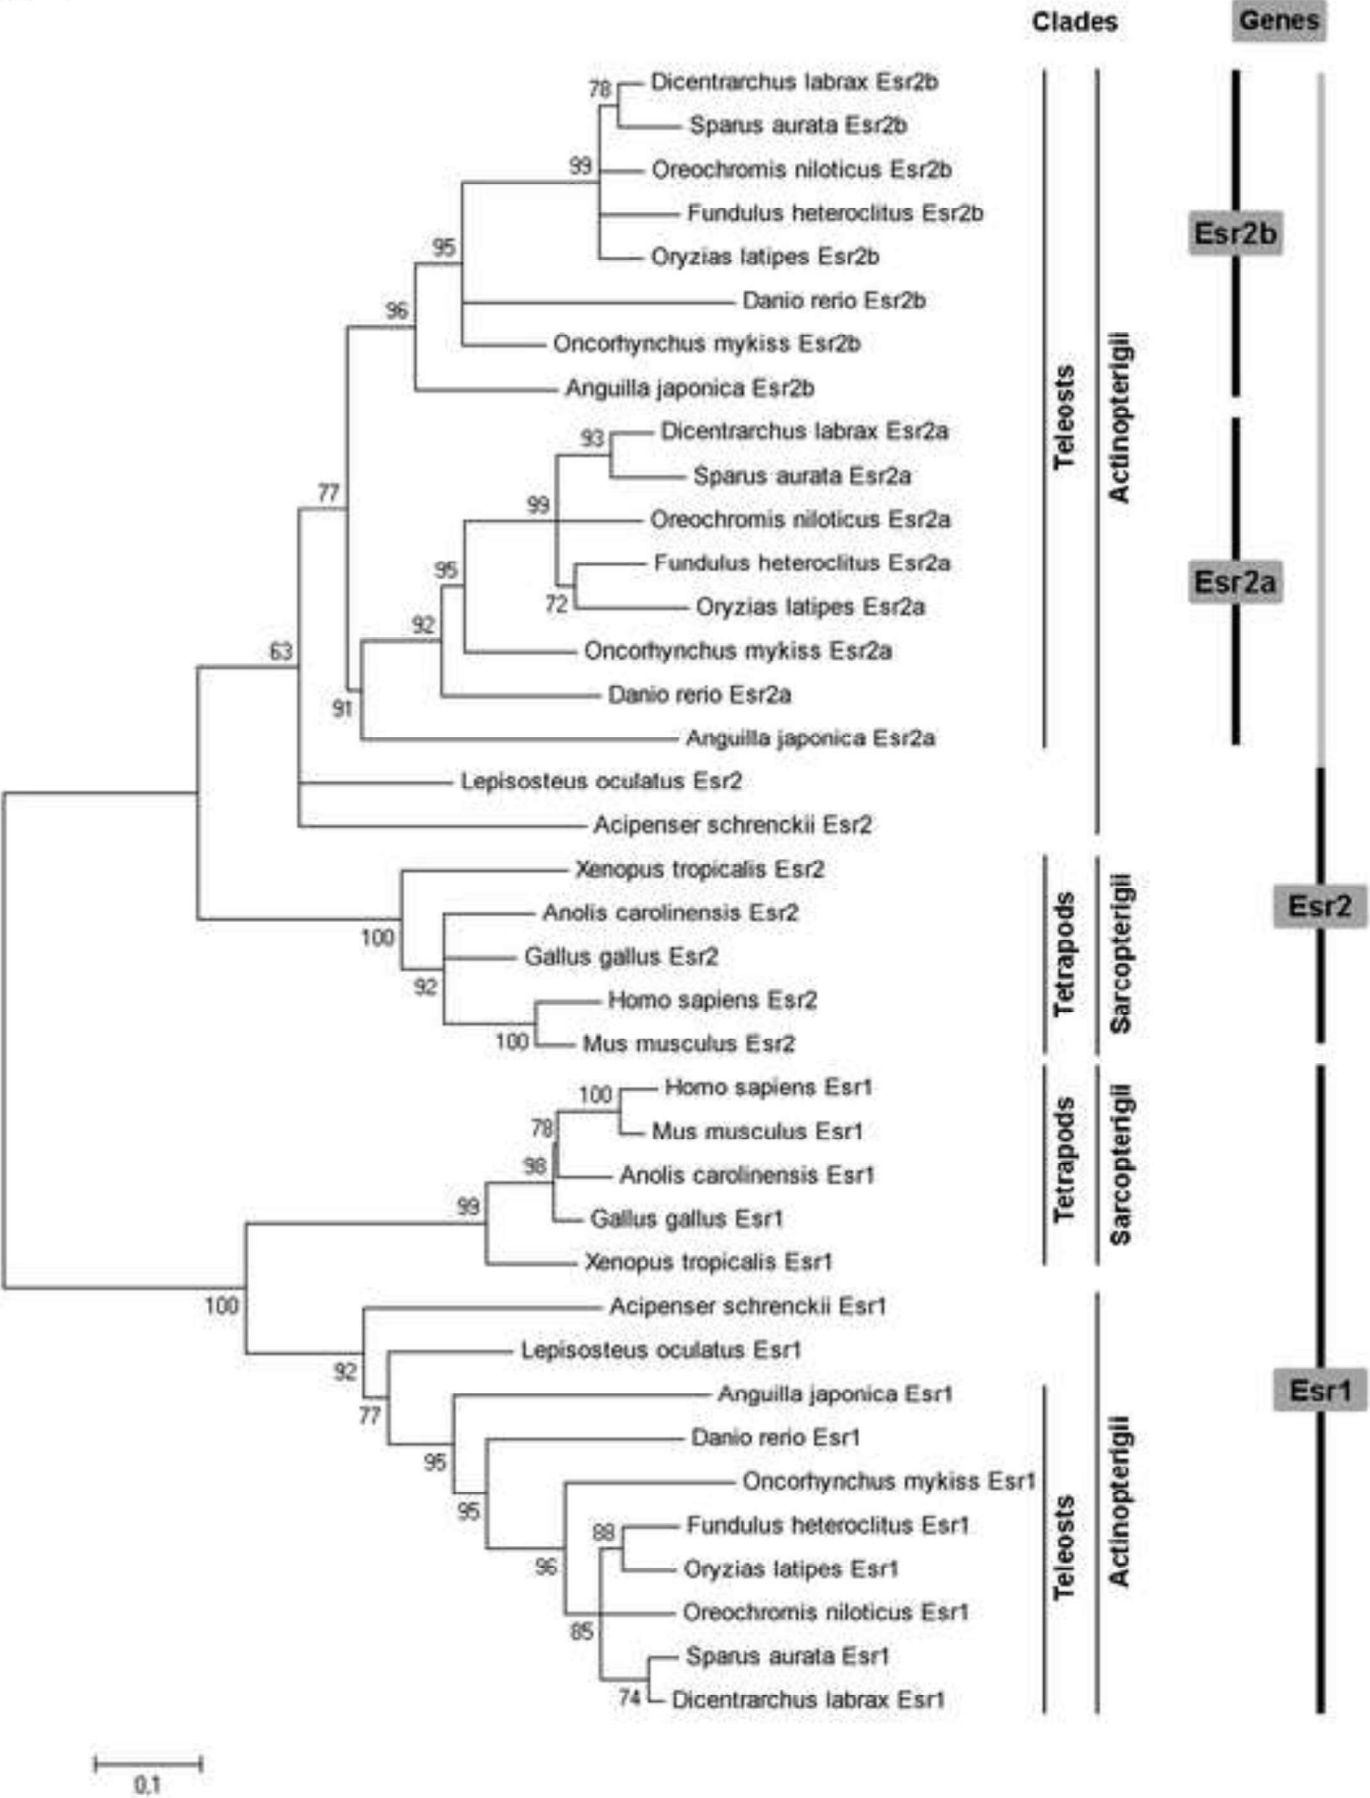 Clades Genes
78 Dicentrarchus labrax Esr2b
Sparus aurata Esr2b
99 Oreochromis niloticus Esr2b
Fundulus heteroclitus Esr2b
Esr2b
95 Oryzias latipes Esr2b
Danio rerio Esr2b
96 Oncorhynchus mykiss Esr2b
Anguilla japonica Esr2b
Teleosts
Actinopterigii
93 Dicentrarchus labrax Esr2a
Sparus aurata Esr2a
77 99
Oreochromis niloticus Esr2a
Fundulus heteroclitus Esr2a
95 Esr2a
72 Oryzias latipes Esr2a
92
63 Oncorhynchus mykiss Esr2a
Danio rerio Esr2a
91
Anguilla japonica Esr2a
Lepisosteus oculatus Esr2
Acipenser schrenckii Esr2
Xenopus tropicalis Esr2
Esr2
Anolis carolinensis Esr2
100
Gallus gallus Esr2
Tetrapods
Sarcopterigii
92
Homo sapiens Esr2
100 Mus musculus Esr2
100 Homo sapiens Esr1
78 Mus musculus Esr1
98 Anolis carolinensis Esr1
Tetrapods
Sarcopterigii
99 Gallus gallus Esr1
Xenopus tropicalis Esr1
100 Acipenser schrenckii Esr1
Lepisosteus oculatus Esr1
92
Esr1
Anguilla japonica Esr1
77
Danio rerio Esr1
95
Oncorhynchus mykiss Esr1
95
88 Fundulus heteroclitus Esr1
Teleosts
Actinopterigii
96 Oryzias latipes Esr1
Oreochromis niloticus Esr1
85
Sparus aurata Esr1
74 Dicentrarchus labrax Esr1
0.1